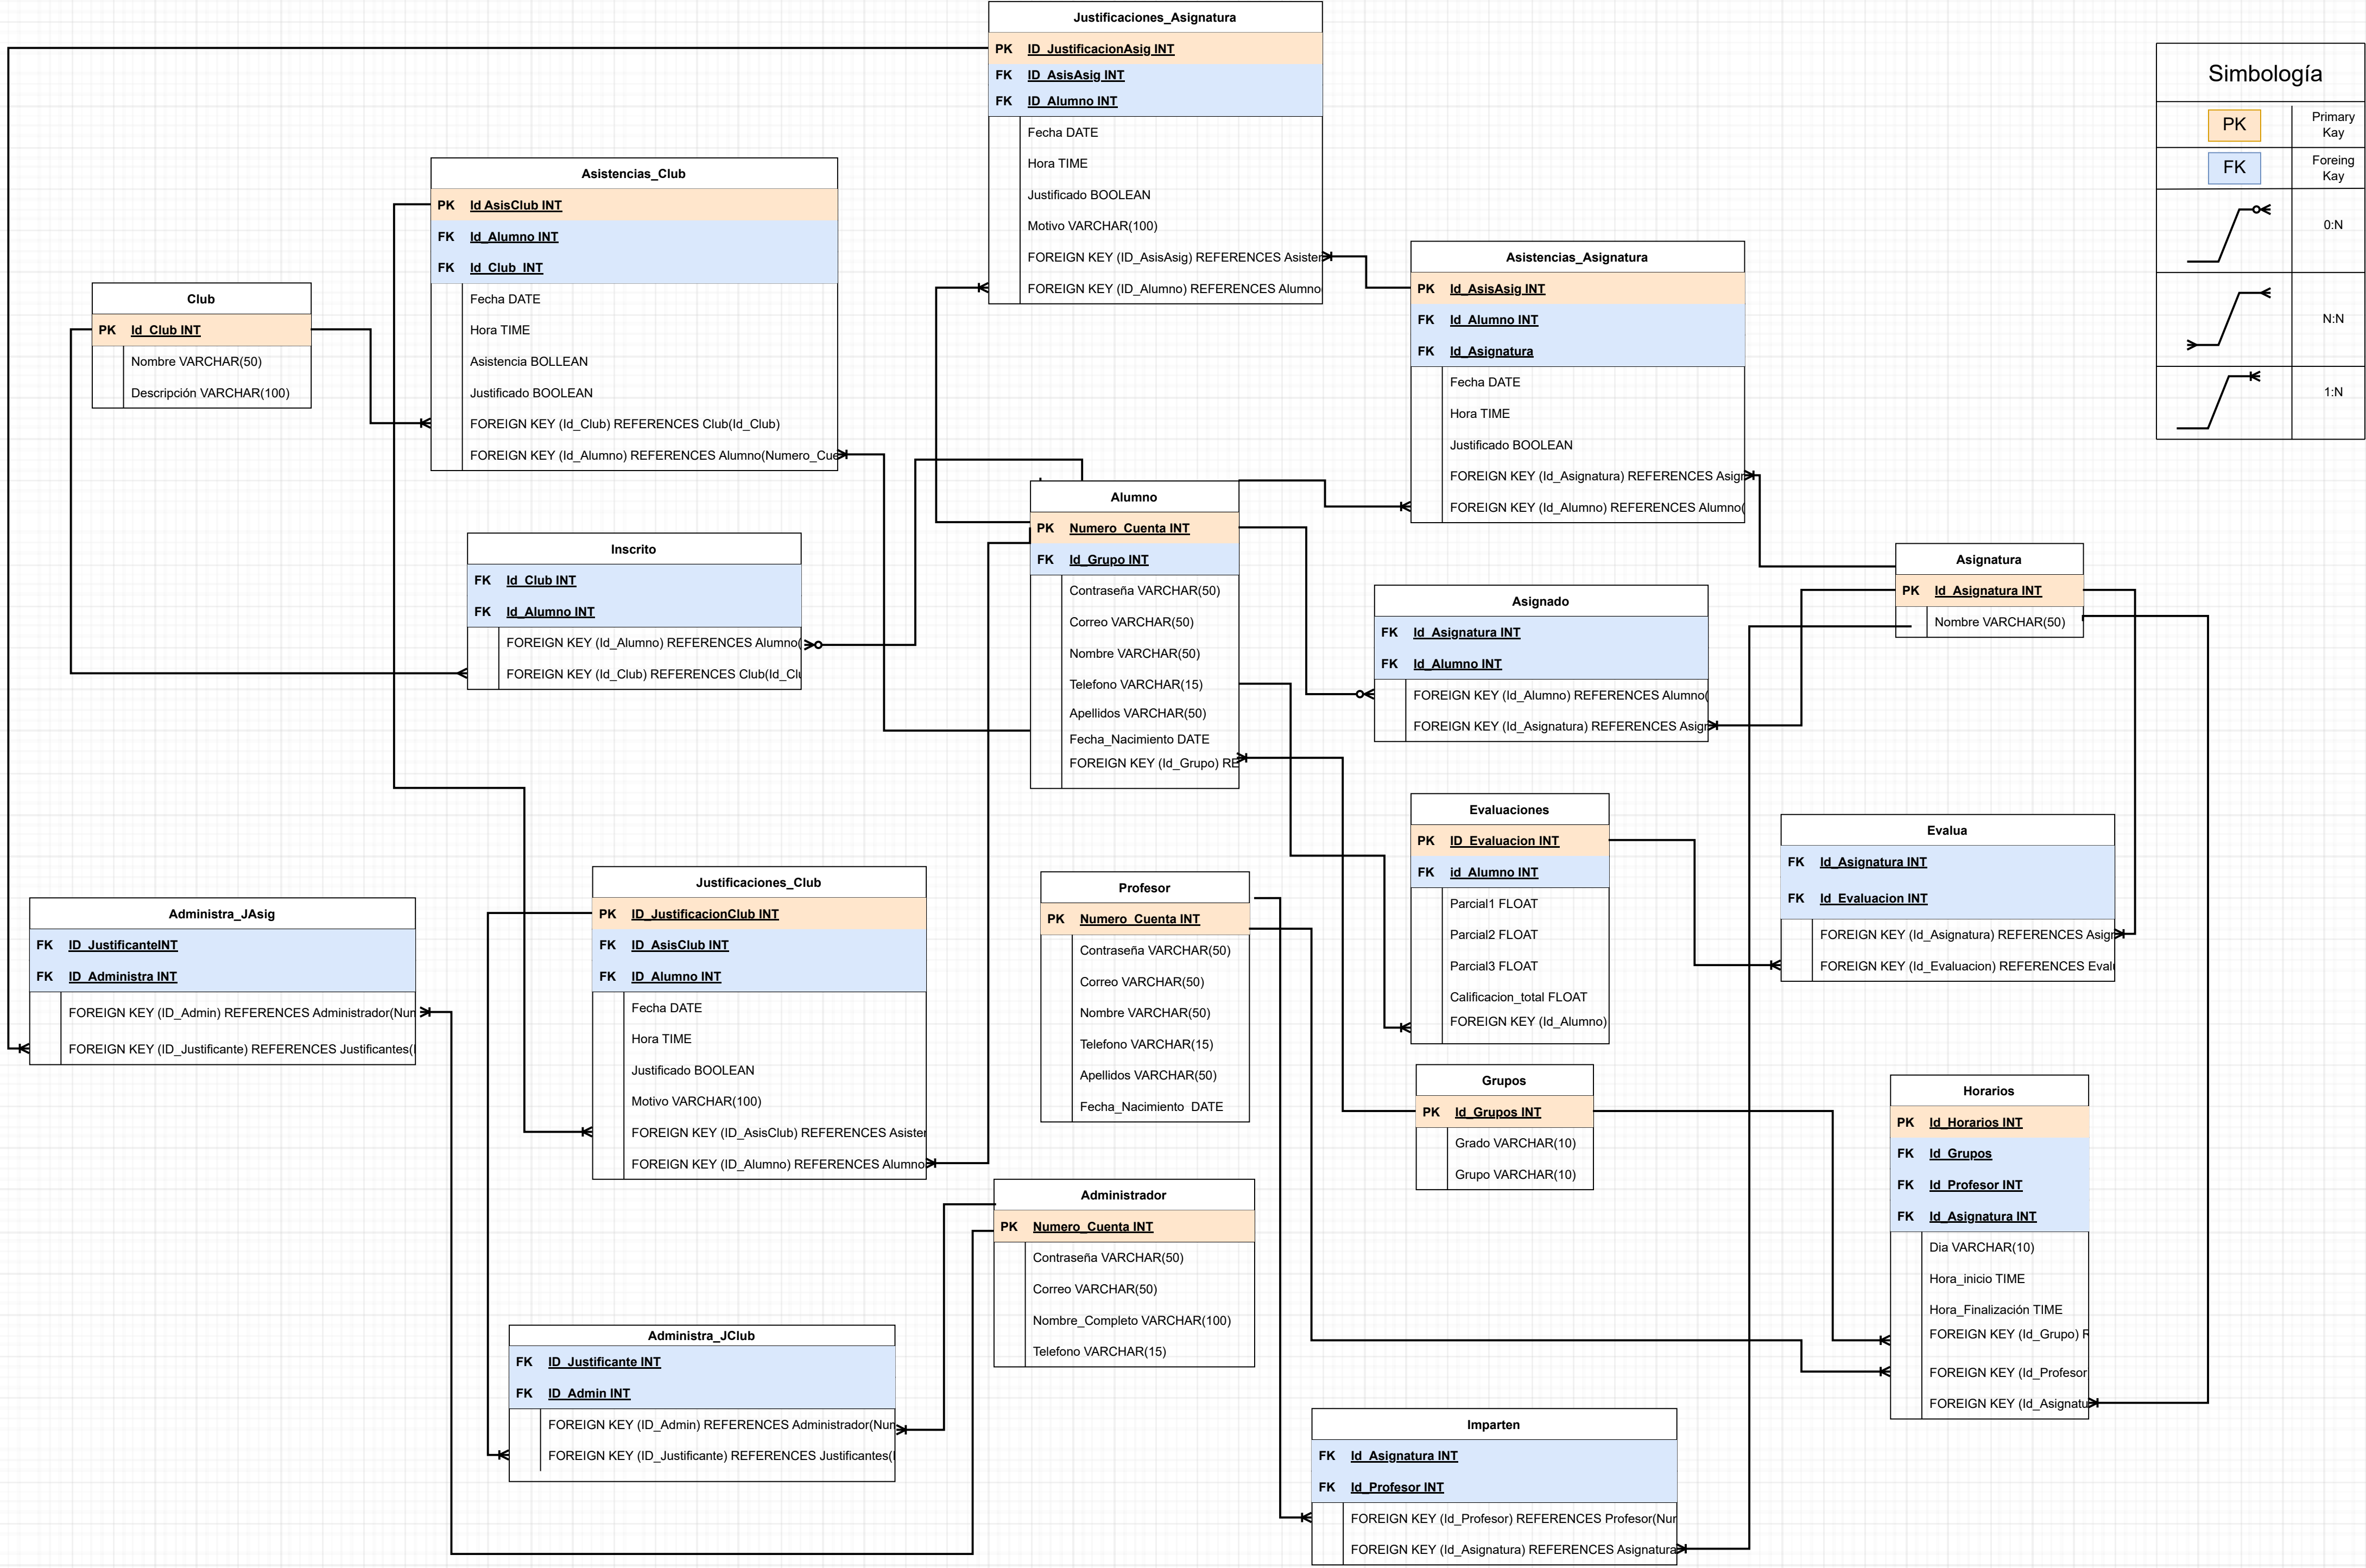 Justificaciones_Asignatura
PK ID_JustificacionAsig INT
FK ID_AsisAsig INT
FK ID_Alumno INT
Fecha DATE
Hora TIME
Justificado BOOLEAN
Motivo VARCHAR(100)
FOREIGN KEY (ID_AsisAsig) REFERENCES Asister
FOREIGN KEY (ID_Alumno) REFERENCES Alumno
Simbología
PK Primary
Kay
FK Foreing
Kay
0:N
N:N
1:N
Asistencias_Club
PK Id AsisClub INT
FK Id_Alumno INT
FK Id_Club INT
Fecha DATE
Hora TIME
Asistencia BOLLEAN
Justificado BOOLEAN
FOREIGN KEY (Id_Club) REFERENCES Club(Id_Club)
FOREIGN KEY (Id_Alumno) REFERENCES Alumno(Numero_Cue
Club
PK Id_Club INT
Nombre VARCHAR(50)
Descripción VARCHAR(100)
Asistencias_Asignatura
PK Id_AsisAsig INT
FK Id_Alumno INT
FK Id_Asignatura
Fecha DATE
Hora TIME
Justificado BOOLEAN
FOREIGN KEY (Id_Asignatura) REFERENCES Asigr
FOREIGN KEY (Id_Alumno) REFERENCES Alumno(
Alumno
PK Numero_Cuenta INT
FK Id_Grupo INT
Contraseña VARCHAR(50)
Correo VARCHAR(50)
Nombre VARCHAR(50)
Telefono VARCHAR(15)
Apellidos VARCHAR(50)
Fecha_Nacimiento DATE
FOREIGN KEY (Id_Grupo) RE
Inscrito
FK Id_Club INT
FK Id_Alumno INT
FOREIGN KEY (Id_Alumno) REFERENCES Alumno(
FOREIGN KEY (Id_Club) REFERENCES Club(Id_Clu
Asignado
FK Id_Asignatura INT
FK Id_Alumno INT
FOREIGN KEY (Id_Alumno) REFERENCES Alumno(
FOREIGN KEY (Id_Asignatura) REFERENCES Asigr
Asignatura
PK Id_Asignatura INT
Nombre VARCHAR(50)
Evaluaciones
PK ID_Evaluacion INT
FK id_Alumno INT
Parcial1 FLOAT
Parcial2 FLOAT
Parcial3 FLOAT
Calificacion_total FLOAT
FOREIGN KEY (Id_Alumno)
Evalua
FK Id_Asignatura INT
FK Id_Evaluacion INT
FOREIGN KEY (Id_Asignatura) REFERENCES Asigr
FOREIGN KEY (Id_Evaluacion) REFERENCES Evalu
Administra_JAsig
FK ID_JustificanteINT
FK ID_Administra INT
FOREIGN KEY (ID_Admin) REFERENCES Administrador(Num
FOREIGN KEY (ID_Justificante) REFERENCES Justificantes(I
Justificaciones_Club
PK ID_JustificacionClub INT
FK ID_AsisClub INT
FK ID_Alumno INT
Fecha DATE
Hora TIME
Justificado BOOLEAN
Motivo VARCHAR(100)
FOREIGN KEY (ID_AsisClub) REFERENCES Asister
FOREIGN KEY (ID_Alumno) REFERENCES Alumno
Profesor
PK Numero_Cuenta INT
Contraseña VARCHAR(50)
Correo VARCHAR(50)
Nombre VARCHAR(50)
Telefono VARCHAR(15)
Apellidos VARCHAR(50)
Fecha_Nacimiento DATE
Grupos
PK Id_Grupos INT
Grado VARCHAR(10)
Grupo VARCHAR(10)
Horarios
PK Id_Horarios INT
FK Id_Grupos
FK Id_Profesor INT
FK Id_Asignatura INT
Dia VARCHAR(10)
Hora_inicio TIME
Hora_Finalización TIME
FOREIGN KEY (Id_Grupo) R
FOREIGN KEY (Id_Profesor
FOREIGN KEY (Id_Asignatu
Administrador
PK Numero_Cuenta INT
Contraseña VARCHAR(50)
Correo VARCHAR(50)
Nombre_Completo VARCHAR(100)
Telefono VARCHAR(15)
Administra_JClub
FK ID_Justificante INT
FK ID_Admin INT
FOREIGN KEY (ID_Admin) REFERENCES Administrador(Num
FOREIGN KEY (ID_Justificante) REFERENCES Justificantes(I
Imparten
FK Id_Asignatura INT
FK Id_Profesor INT
FOREIGN KEY (Id_Profesor) REFERENCES Profesor(Num
FOREIGN KEY (Id_Asignatura) REFERENCES Asignatura